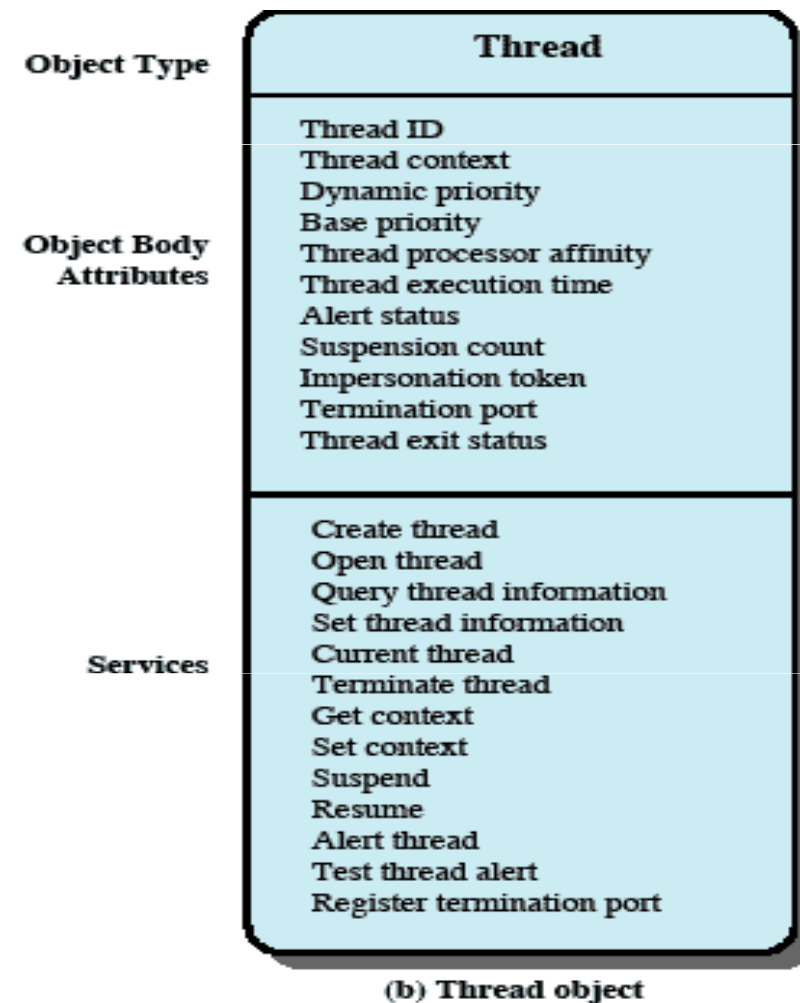 Thread
Object Type
Thread ID
Thread context
Dynamic priority
Base priority
Object Body
Attributes
Thread processor affinity
Thread execution time
Alert status
Suspension count
Impersonation token
Termination port
Thread exit status
Create thread
Open thread
Query thread information
Set thread information
Current thread
Services
Terminate thread
Get context
Set context
Suspend
Resume
Alert thread
Test thread alert
Register termination port
(b) Thread object